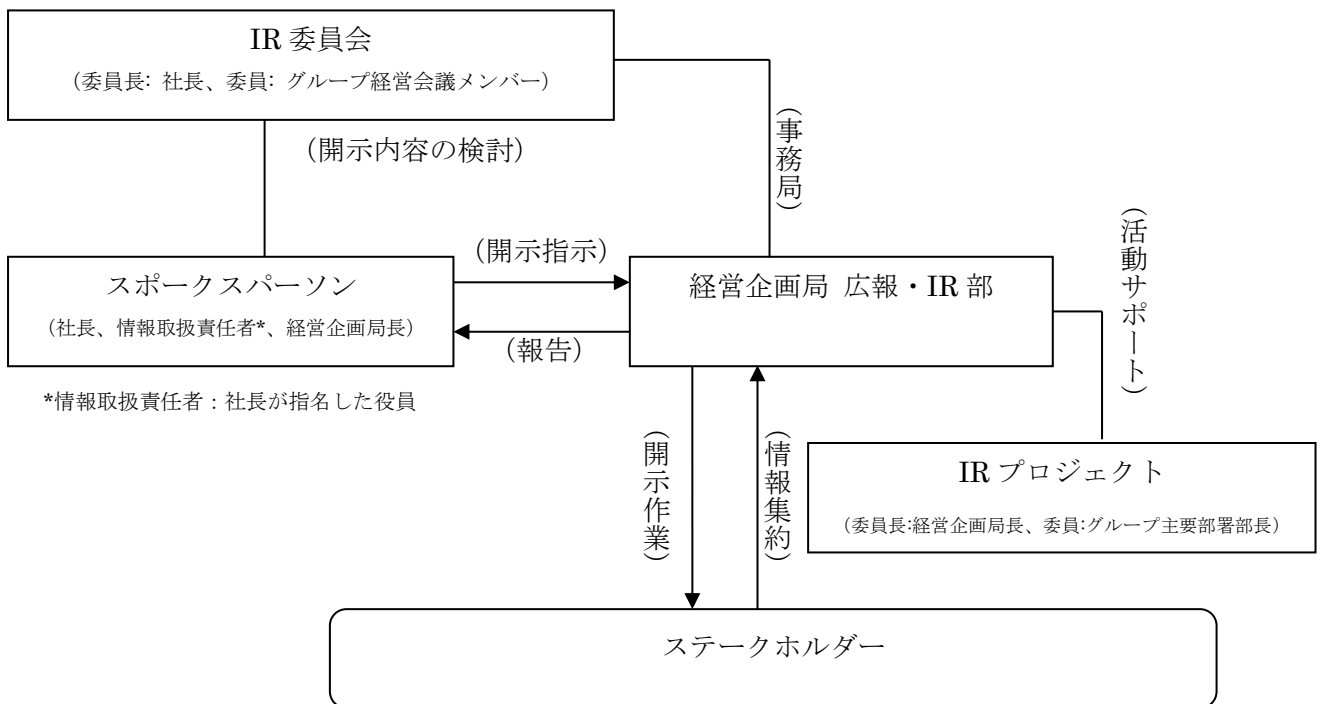 IR 委員会
（委員長: 社長、委員: グループ経営会議メンバー）
（開示内容の検討）
（事務局）
（活動サポート）
スポークスパーソン
（社長、情報取扱責任者*、経営企画局長）
（開示指示）
（報告）
経営企画局 広報・IR 部
*情報取扱責任者：社長が指名した役員
（開示作業）
（情報集約）
IR プロジェクト
（委員長:経営企画局長、委員:グループ主要部署部長）
ステークホルダー